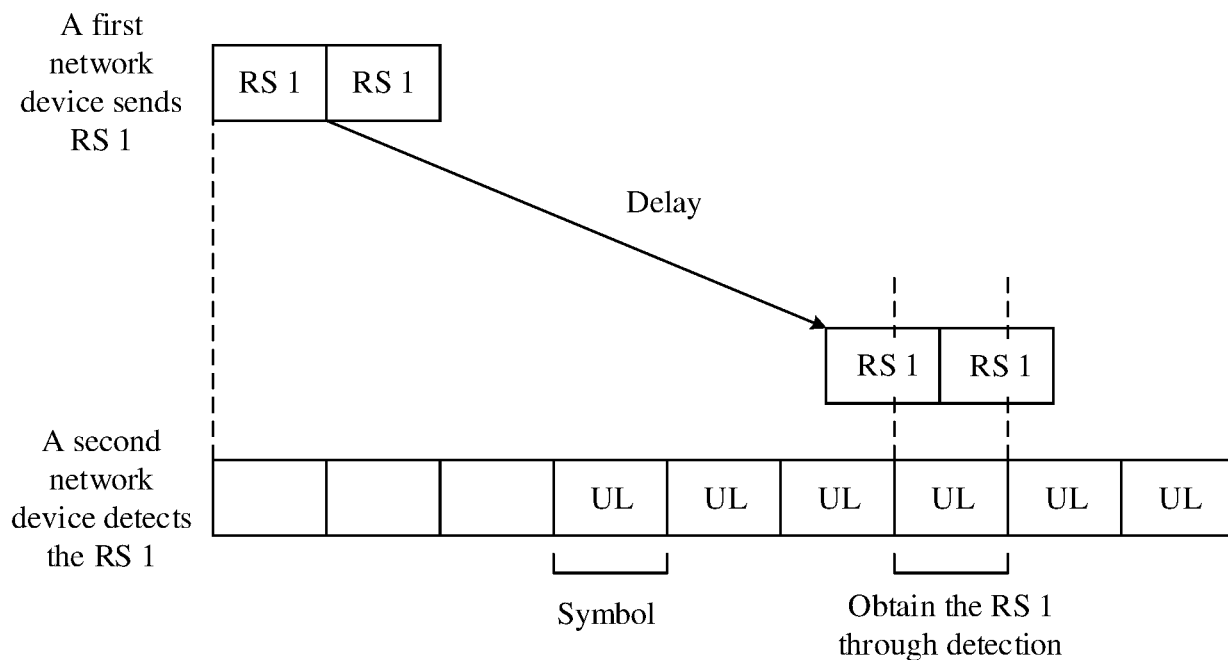 A first
network
device sends
RS 1
RS 1 RS 1
Delay
RS 1 RS 1
A second
network
device detects
the RS 1
UL UL UL UL UL UL
Symbol
Obtain the RS 1
through detection